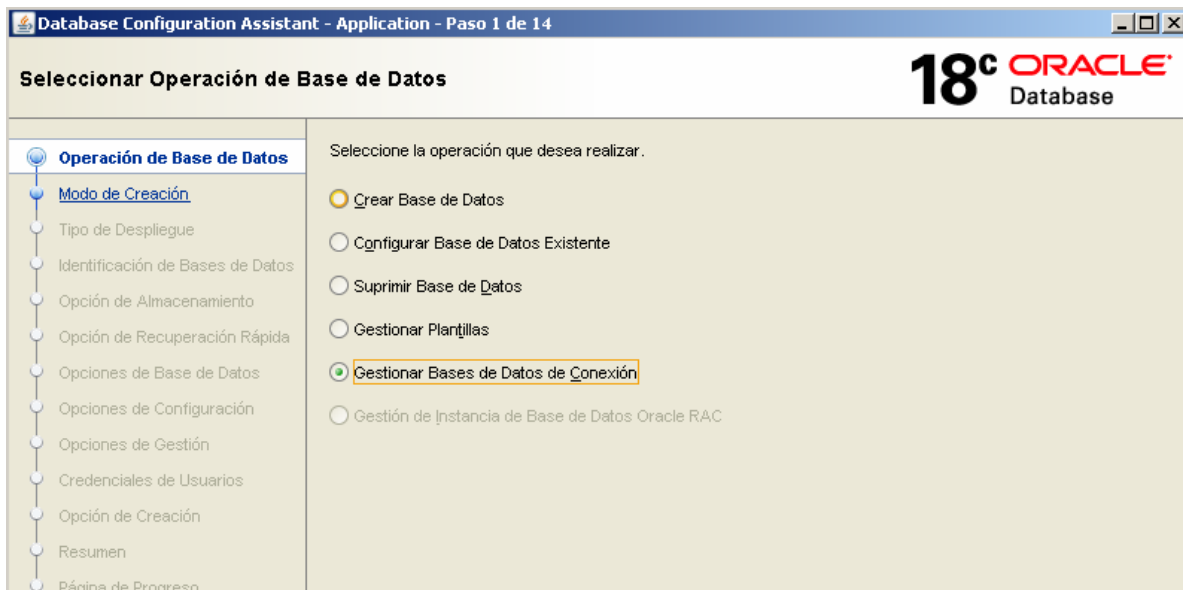 Database Configuration Assistant - Application - Paso 1 de 14
Seleccionar Operación de Base de Datos
18c ORACLE
Database
Operación de Base de Datos
Modo de Creación
Tipo de Despliegue
Identificación de Bases de Datos
Opción de Almacenamiento
Opción de Recuperación Rápida
Opciones de Base de Datos
Opciones de Configuración
Opciones de Gestión
Credenciales de Usuarios
Opción de Creación
Resumen
Página de Progreso
Seleccione la operación que desea realizar.
Crear Base de Datos
Configurar Base de Datos Existente
Suprimir Base de Datos
Gestionar Plantillas
Gestionar Bases de Datos de Conexión
Gestión de Instancia de Base de Datos Oracle RAC